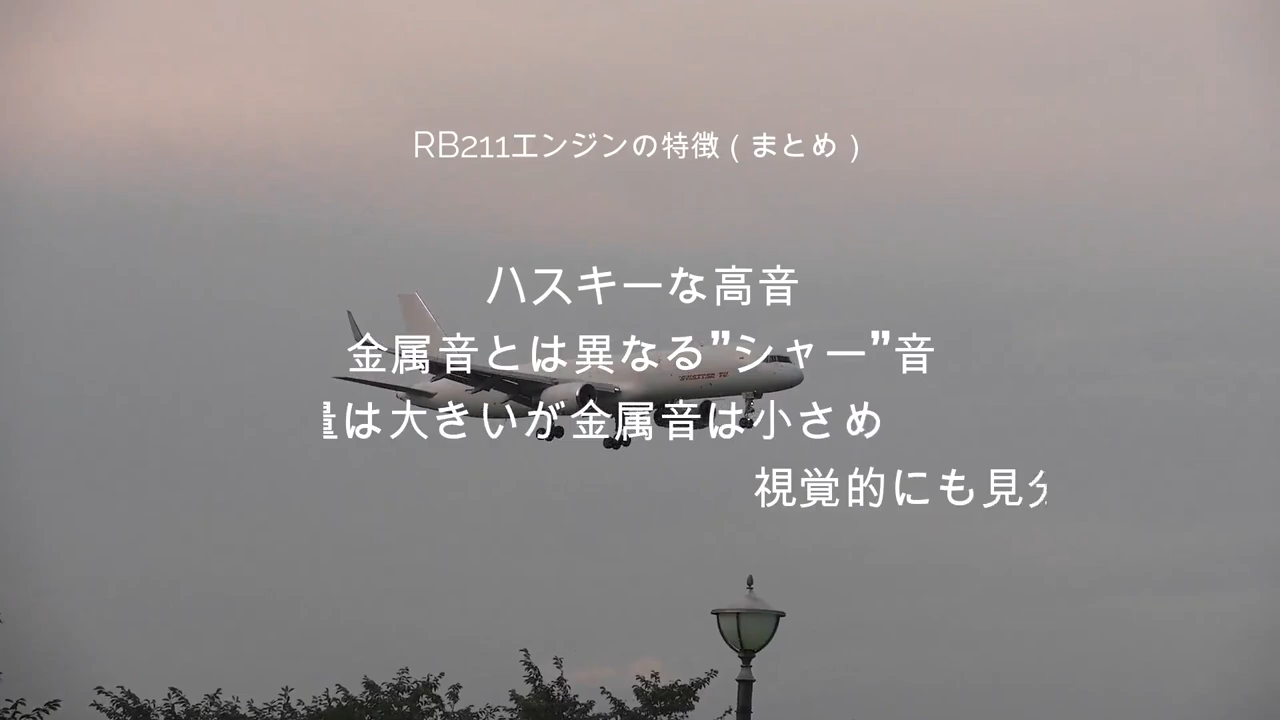 RB211エンジンの特徴（まとめ）
ハスキーな高音
金属音とは異なる”シャー”音
は大きいが金属音は小さめ
視覚的にも見分